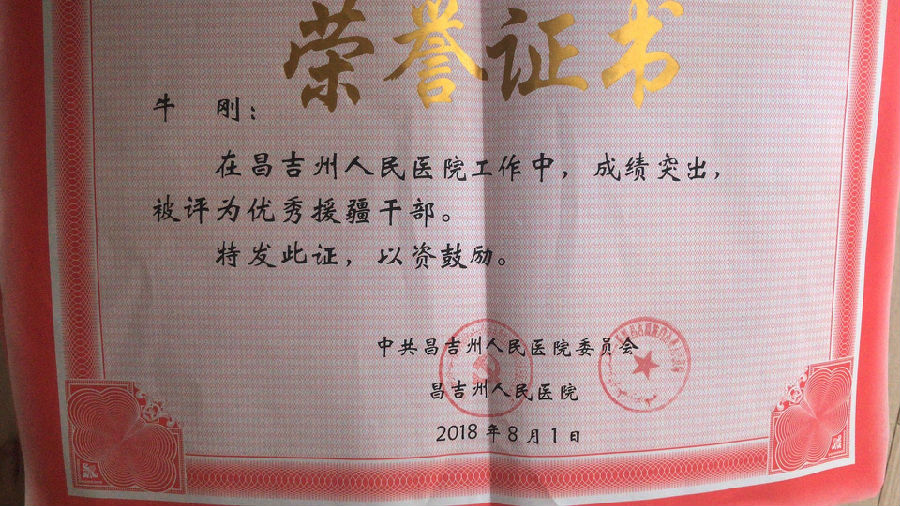 荣誉证书
牛 刚：
在昌吉州人民医院工作中，成绩突出，
被评为优秀援疆干部。
特发此证，以资鼓励。
中共昌吉州人民医院委员会
昌吉州人民医院
2018年8月1日